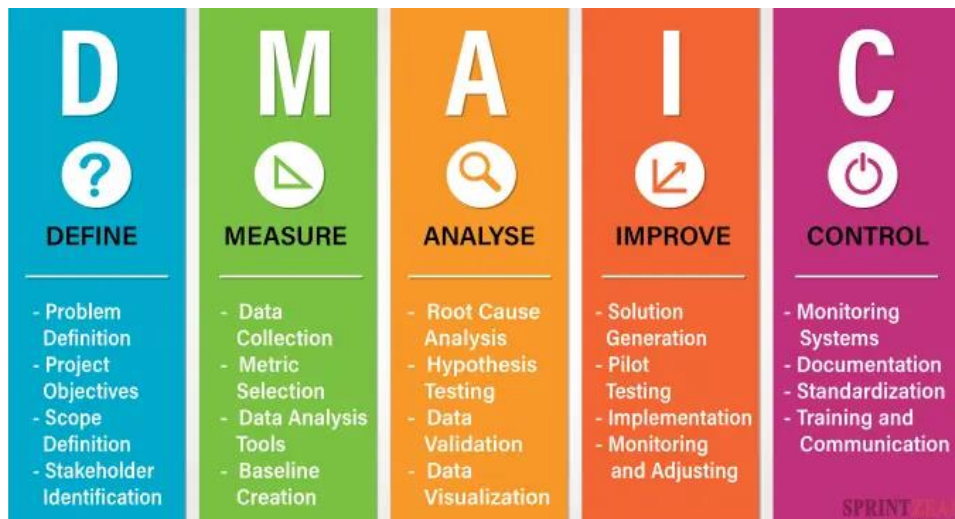 D
DEFINE
- Problem
Definition
- Project
Objectives
- Scope
Definition
- Stakeholder
Identification
M
MEASURE
- Data
Collection
- Metric
Selection
- Data Analysis
Tools
- Baseline
Creation
A
ANALYSE
- Root Cause
Analysis
- Hypothesis
Testing
- Data
Validation
- Data
Visualization
I
IMPROVE
- Solution
Generation
- Pilot
Testing
- Implementation
- Monitoring
and Adjusting
C
CONTROL
- Monitoring
Systems
- Documentation
- Standardization
- Training and
Communication
SPRINTZEAL